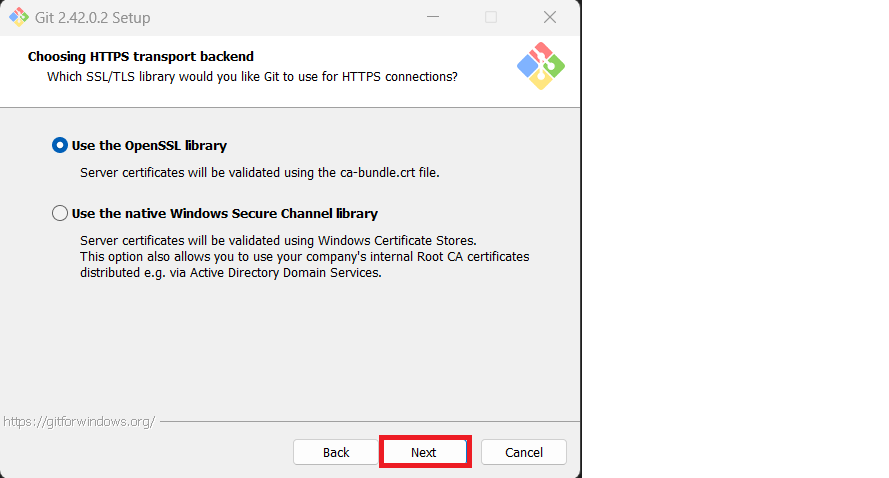 Git 2.42.0.2 Setup
Choosing HTTPS transport backend
Which SSL/TLS library would you like Git to use for HTTPS connections?
Use the OpenSSL library
Server certificates will be validated using the ca-bundle.crt file.
Use the native Windows Secure Channel library
Server certificates will be validated using Windows Certificate Stores.
This option also allows you to use your company's internal Root CA certificates
distributed e.g. via Active Directory Domain Services.
https://gitforwindows.org/
Back Next Cancel